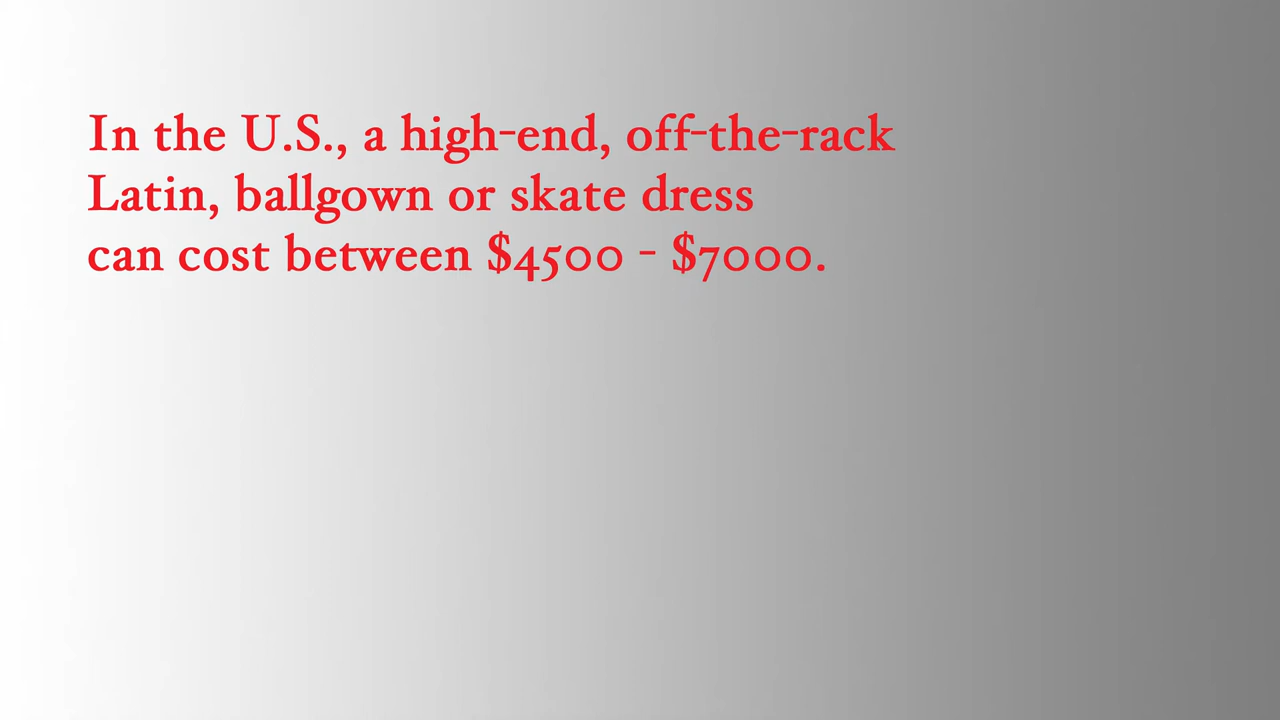 In the U.S., a high-end, off-the-rack
Latin, ballgown or skate dress
can cost between $4500 - $7000.